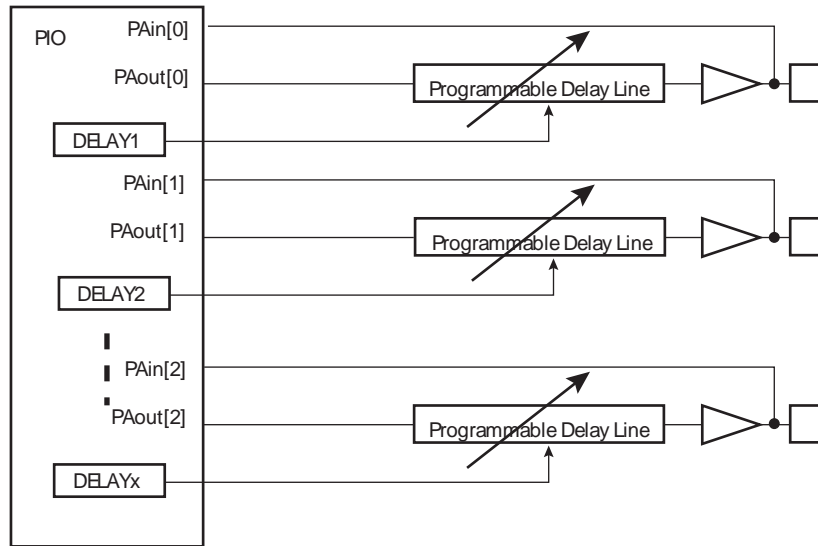 PIO
PAin[0]
PAout[0]
Programmable Delay Line
DELAY1
PAin[1]
PAout[1]
Programmable Delay Line
DELAY2
PAin[2]
PAout[2]
Programmable Delay Line
DELAYx